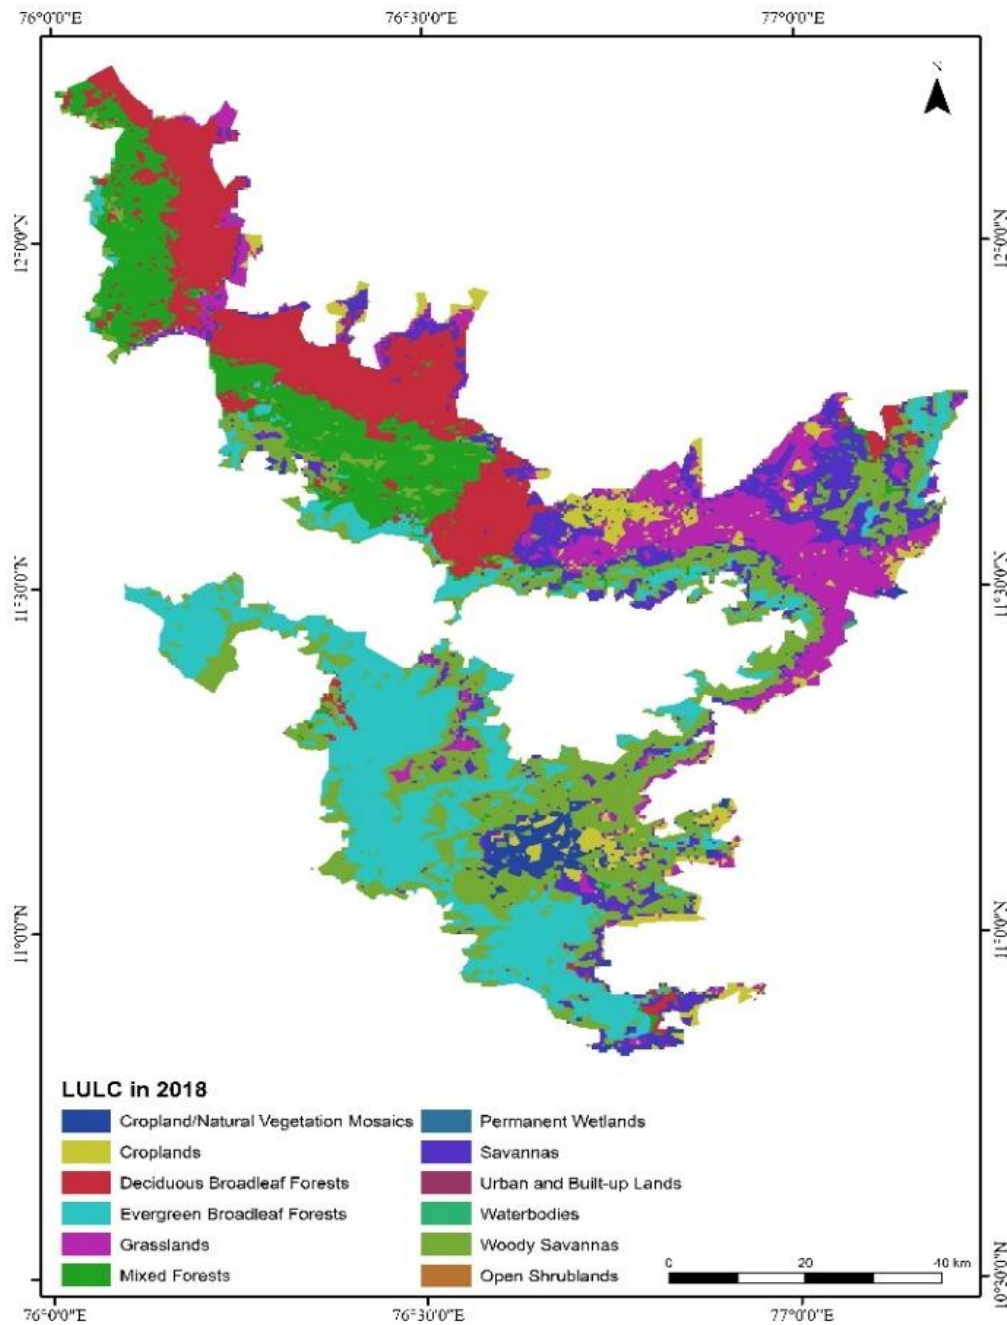 76°0'0"E 76°30'0"E 77°0'0"E
N
12°0'0"N 12°0'0"N
11°30'0"N 11°30'0"N
11°0'0"N 11°0'0"N
LULC in 2018
Cropland/Natural Vegetation Mosaics
Croplands
Deciduous Broadleaf Forests
Evergreen Broadleaf Forests
Grasslands
Mixed Forests
Permanent Wetlands
Savannas
Urban and Built-up Lands
Waterbodies
Woody Savannas
Open Shrublands
0 20 40 km
10°30'0"N
76°0'0"E 76°30'0"E 77°0'0"E